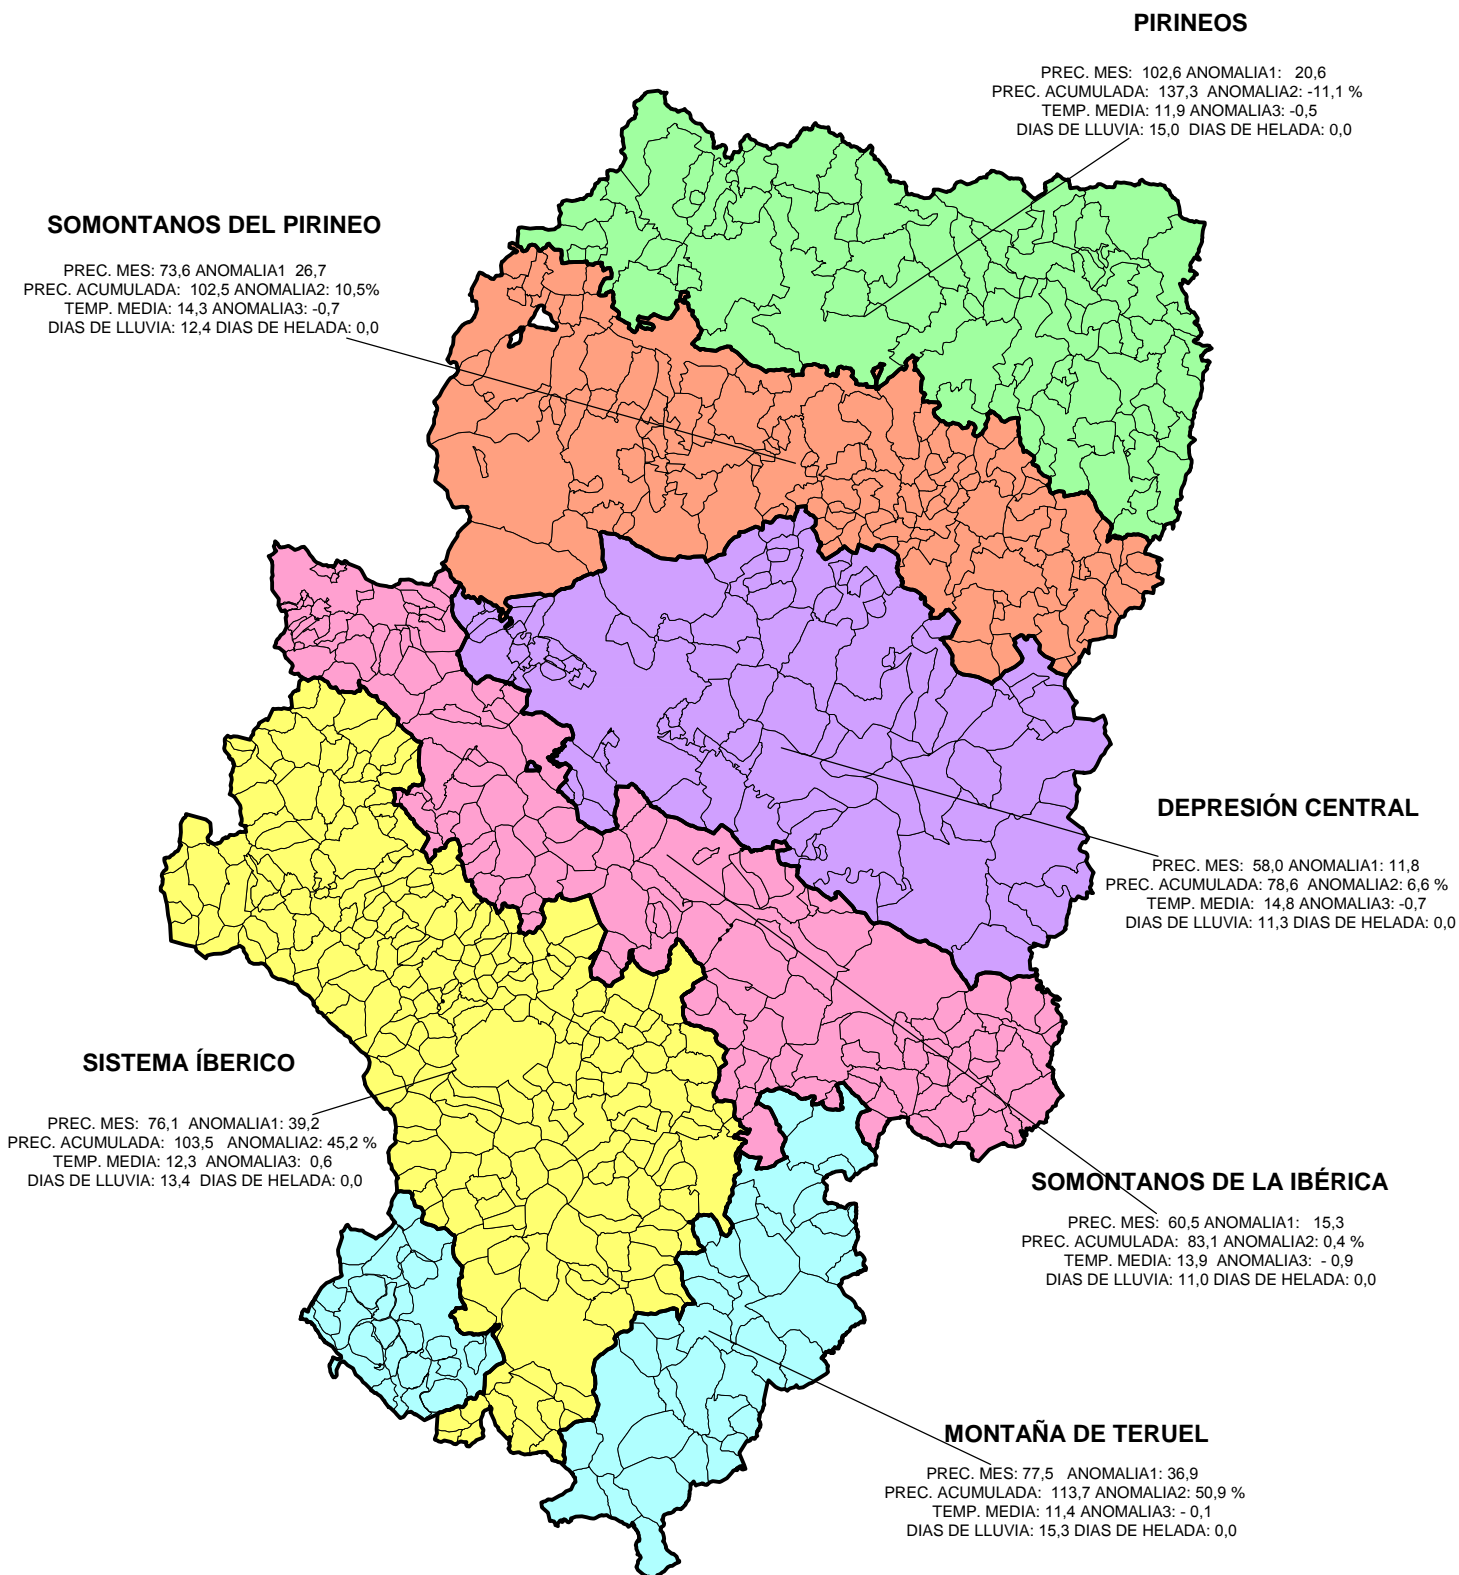 PIRINEOS
PREC. MES: 102,6 ANOMALIA1: 20,6
PREC. ACUMULADA: 137,3 ANOMALIA2: -11,1 %
TEMP. MEDIA: 11,9 ANOMALIA3: -0,5
DIAS DE LLUVIA: 15,0 DIAS DE HELADA: 0,0
SOMONTANOS DEL PIRINEO
PREC. MES: 73,6 ANOMALIA1 26,7
PREC. ACUMULADA: 102,5 ANOMALIA2: 10,5%
TEMP. MEDIA: 14,3 ANOMALIA3: -0,7
DIAS DE LLUVIA: 12,4 DIAS DE HELADA: 0,0
DEPRESIÓN CENTRAL
PREC. MES: 58,0 ANOMALIA1: 11,8
PREC. ACUMULADA: 78,6 ANOMALIA2: 6,6 %
TEMP. MEDIA: 14,8 ANOMALIA3: -0,7
DIAS DE LLUVIA: 11,3 DIAS DE HELADA: 0,0
SISTEMA ÍBERICO
PREC. MES: 76,1 ANOMALIA1: 39,2
PREC. ACUMULADA: 103,5 ANOMALIA2: 45,2 %
TEMP. MEDIA: 12,3 ANOMALIA3: 0,6
DIAS DE LLUVIA: 13,4 DIAS DE HELADA: 0,0
SOMONTANOS DE LA IBÉRICA
PREC. MES: 60,5 ANOMALIA1: 15,3
PREC. ACUMULADA: 83,1 ANOMALIA2: 0,4 %
TEMP. MEDIA: 13,9 ANOMALIA3: - 0,9
DIAS DE LLUVIA: 11,0 DIAS DE HELADA: 0,0
MONTAÑA DE TERUEL
PREC. MES: 77,5 ANOMALIA1: 36,9
PREC. ACUMULADA: 113,7 ANOMALIA2: 50,9 %
TEMP. MEDIA: 11,4 ANOMALIA3: - 0,1
DIAS DE LLUVIA: 15,3 DIAS DE HELADA: 0,0